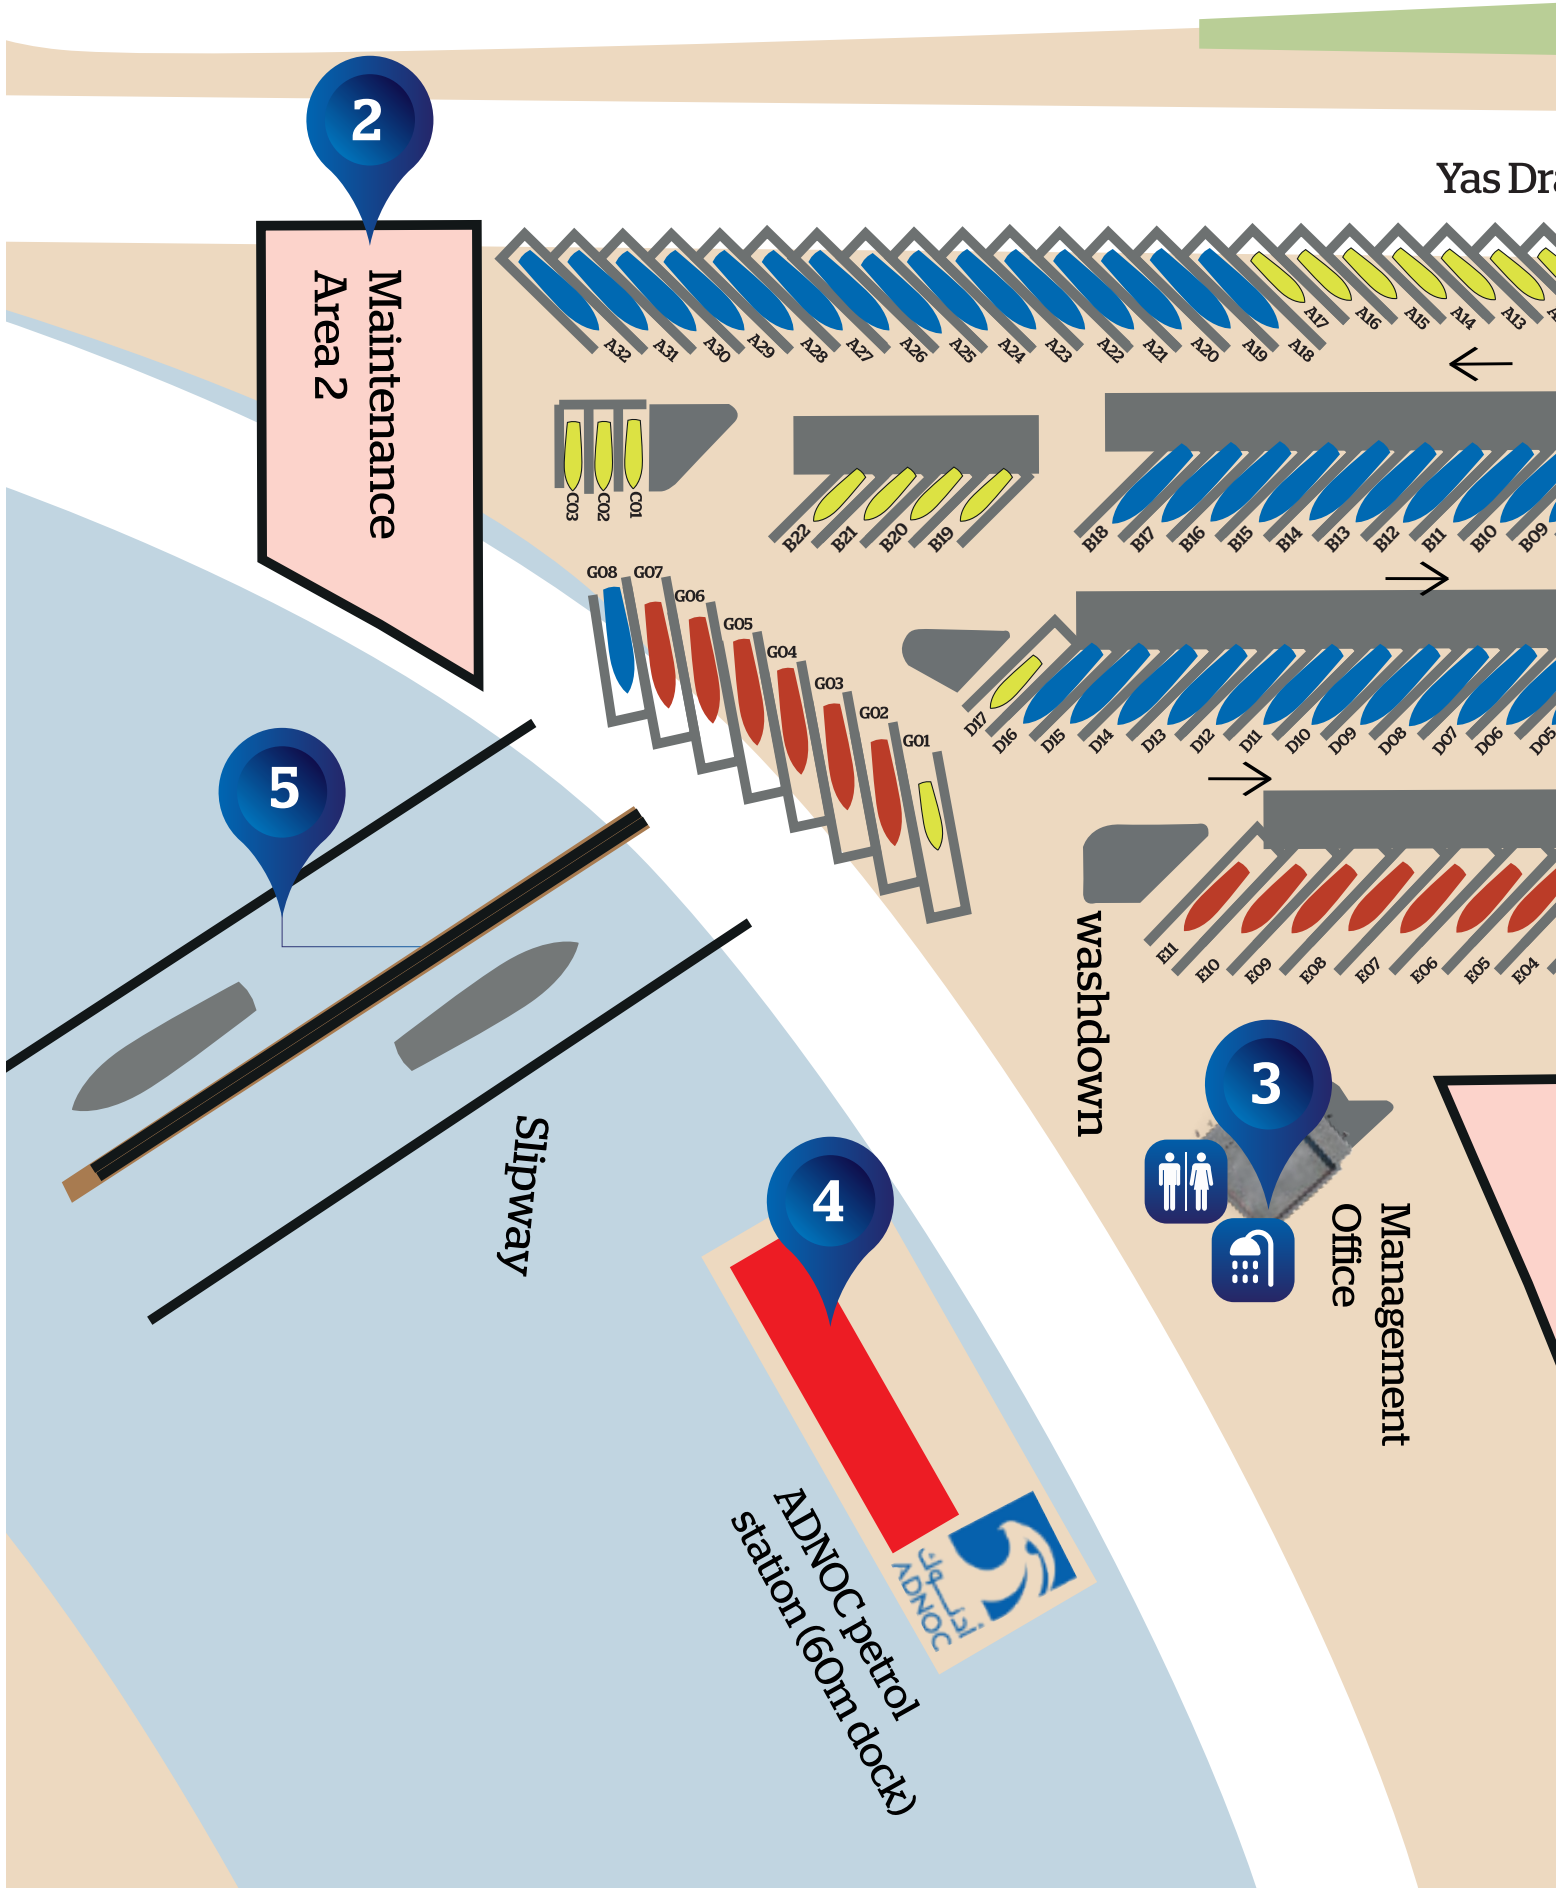 2
Yas Dra
Maintenance
Area 2
A32
A31
A30
A29
A28
A27
A26
A25
A24
A23
A22
A21
A20
A19
A18
A17
A16
A15
A14
A13
C03
C02
C01
B22
B21
B20
B19
B18
B17
B16
B15
B14
B13
B12
B11
B10
B09
G08
G07
G06
G05
G04
G03
G02
G01
D17
D16
D15
D14
D13
D12
D11
D10
D09
D08
D07
D06
D05
5
E11
E10
E09
E08
E07
E06
E05
E04
washdown
3
Management
Office
Slipway
4
أدنوك
ADNOC
ADNOC petrol
station (60m dock)